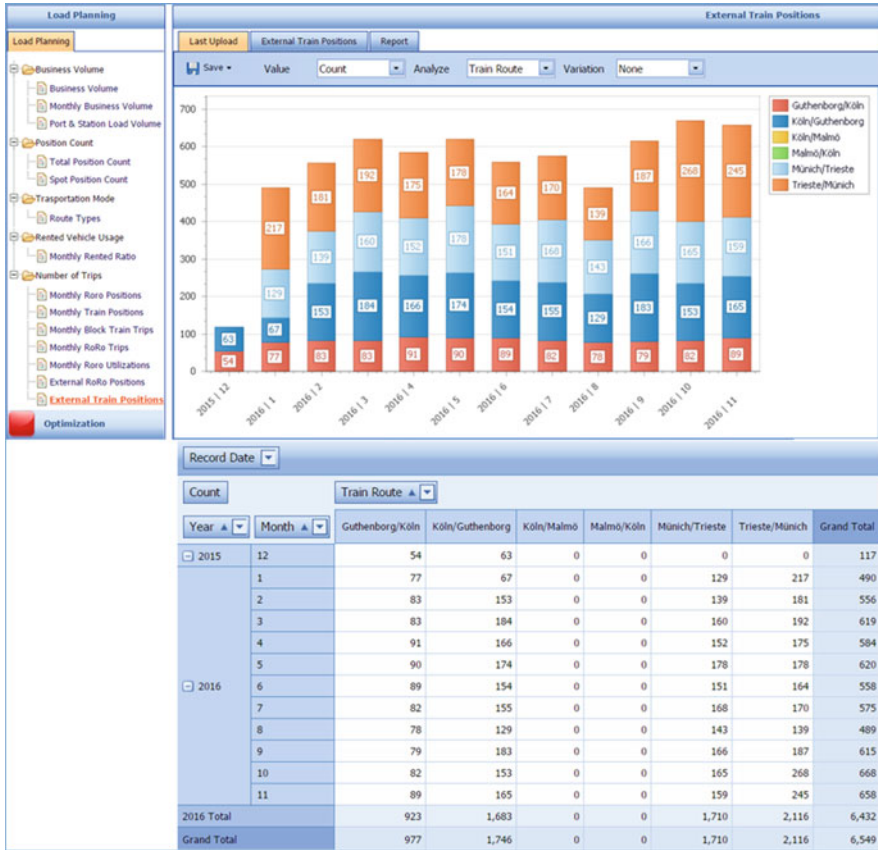 Load Planning
External Train Positions
Load Planning
Business Volume
Business Volume
Monthly Business Volume
Port & Station Load Volume
Position Count
Total Position Count
Spot Position Count
Trasportation Mode
Route Types
Rented Vehicle Usage
Monthly Rented Ratio
Number of Trips
Monthly Roro Positions
Monthly Train Positions
Monthly Block Train Trips
Monthly RoRo Trips
Monthly Roro Utilizations
External RoRo Positions
External Train Positions
Optimization
Last Upload External Train Positions Report
Save Value Count Analyze Train Route Variation None
700
600
500
400
300
200
100
0
63
54
217
129
67
77
181
139
153
83
192
160
184
83
175
152
166
91
178
178
174
90
164
151
154
89
170
168
155
82
139
143
129
78
187
166
183
79
268
165
153
82
245
159
165
89
2015 | 12
2016 | 1
2016 | 2
2016 | 3
2016 | 4
2016 | 5
2016 | 6
2016 | 7
2016 | 8
2016 | 9
2016 | 10
2016 | 11
Guthenborg/Köln
Köln/Guthenborg
Köln/Malmö
Malmö/Köln
Münich/Trieste
Trieste/Münich
Record Date
Count Train Route
Year Month Guthenborg/Köln Köln/Guthenborg Köln/Malmö Malmö/Köln Münich/Trieste Trieste/Münich Grand Total
2015 12 54 63 0 0 0 0 117
1 77 67 0 0 129 217 490
2 83 153 0 0 139 181 556
3 83 184 0 0 160 192 619
4 91 166 0 0 152 175 584
5 90 174 0 0 178 178 620
2016 6 89 154 0 0 151 164 558
7 82 155 0 0 168 170 575
8 78 129 0 0 143 139 489
9 79 183 0 0 166 187 615
10 82 153 0 0 165 268 668
11 89 165 0 0 159 245 658
2016 Total 923 1,683 0 0 1,710 2,116 6,432
Grand Total 977 1,746 0 0 1,710 2,116 6,549